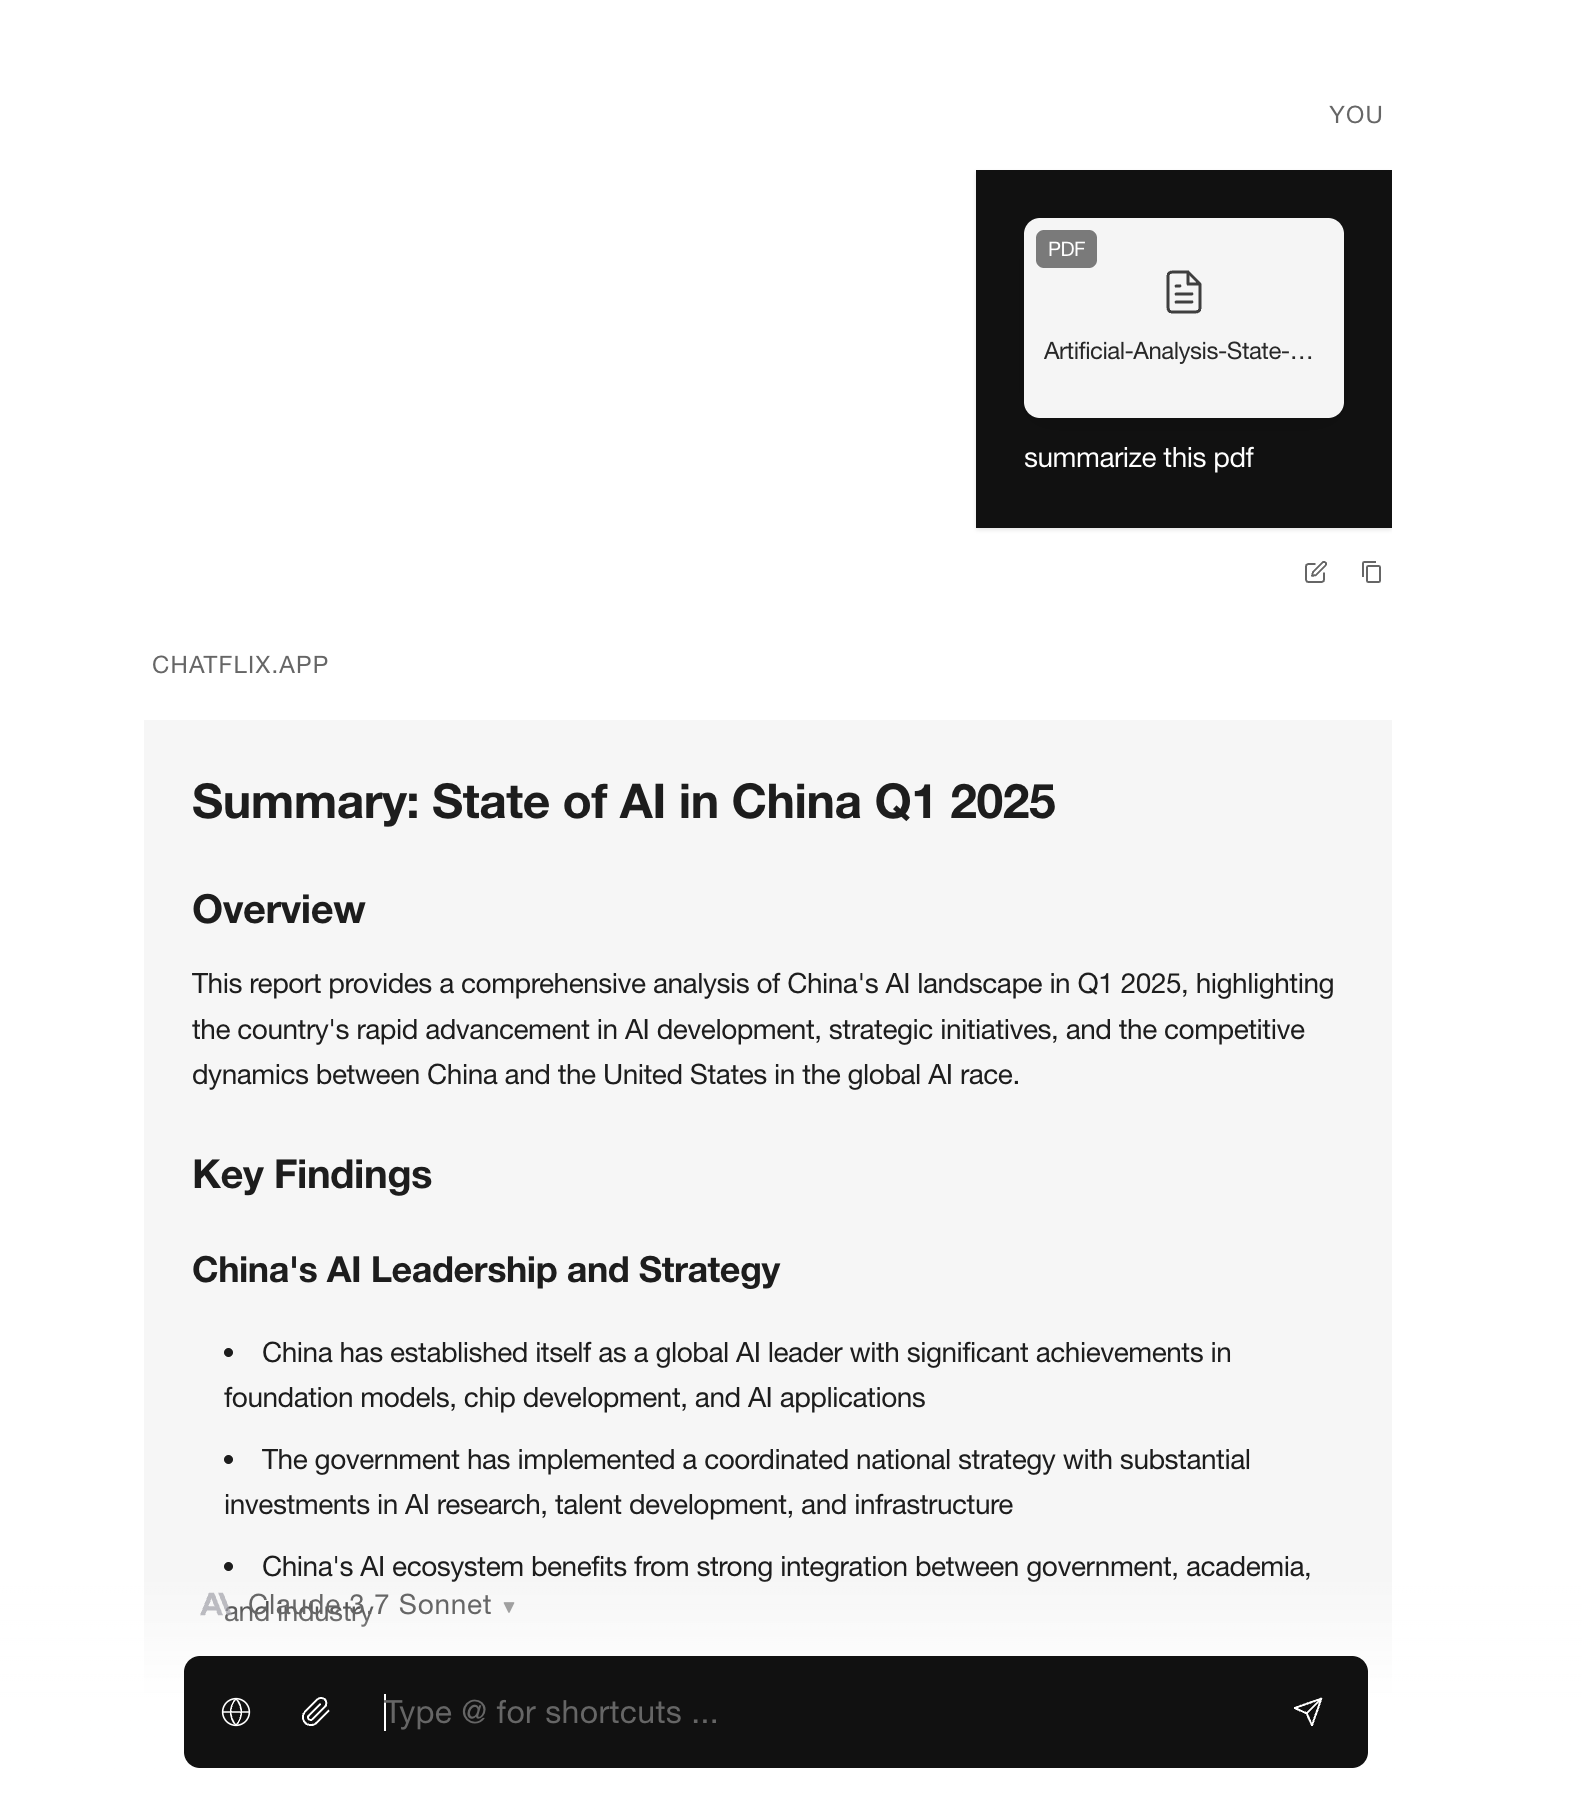 YOU
PDF
Artificial-Analysis-State-...
summarize this pdf
CHATFLIX.APP
Summary: State of AI in China Q1 2025
Overview
This report provides a comprehensive analysis of China's AI landscape in Q1 2025, highlighting
the country's rapid advancement in AI development, strategic initiatives, and the competitive
dynamics between China and the United States in the global AI race.
Key Findings
China's AI Leadership and Strategy
• China has established itself as a global AI leader with significant achievements in
foundation models, chip development, and AI applications
• The government has implemented a coordinated national strategy with substantial
investments in AI research, talent development, and infrastructure
• China's AI ecosystem benefits from strong integration between government, academia,
and industry
Claude 3.7 Sonnet ▾
Type @ for shortcuts ...